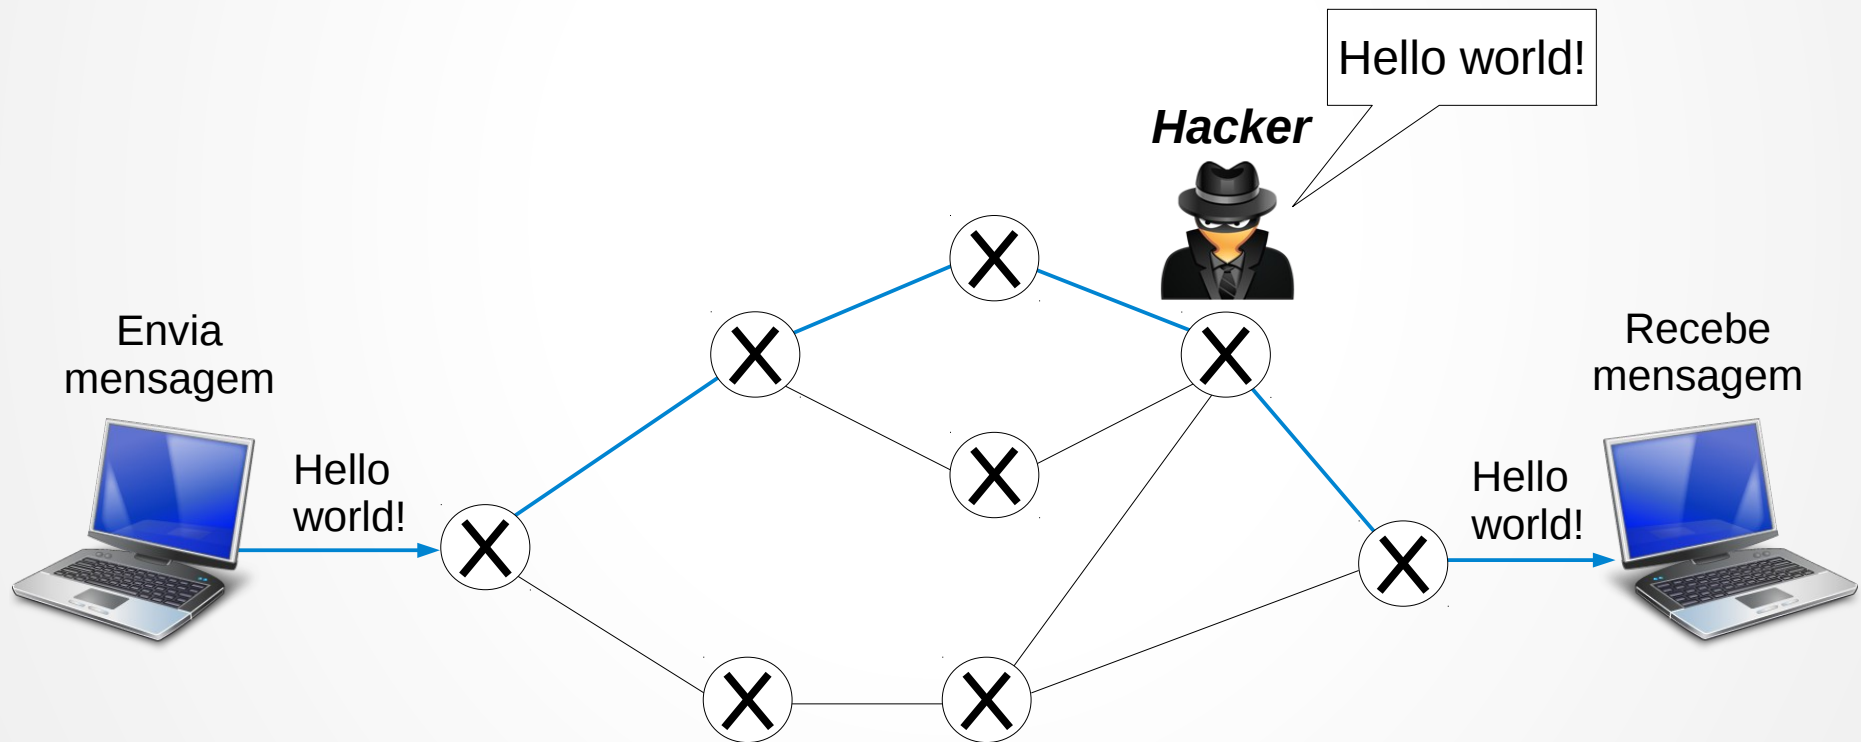 Hello world!
Hacker
Envia
mensagem
Hello
world!
Recebe
mensagem
Hello
world!